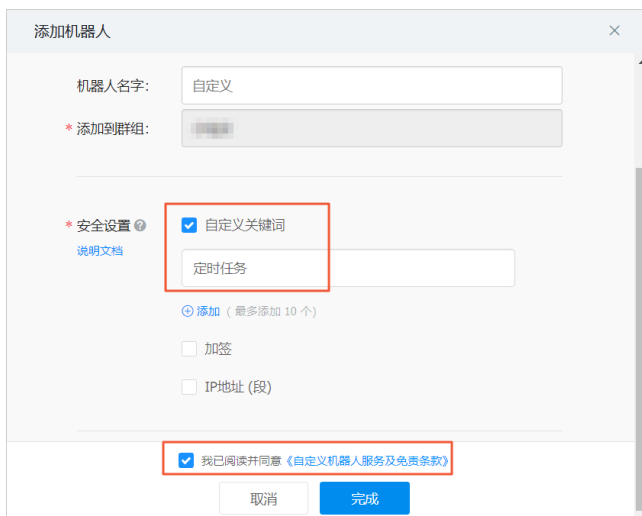 添加机器人
机器人名字: 自定义
* 添加到群组:
* 安全设置 ? 自定义关键词
说明文档
定时任务
添加 ( 最多添加 10 个)
加签
IP地址 (段)
我已阅读并同意《自定义机器人服务及免责条款》
取消 完成